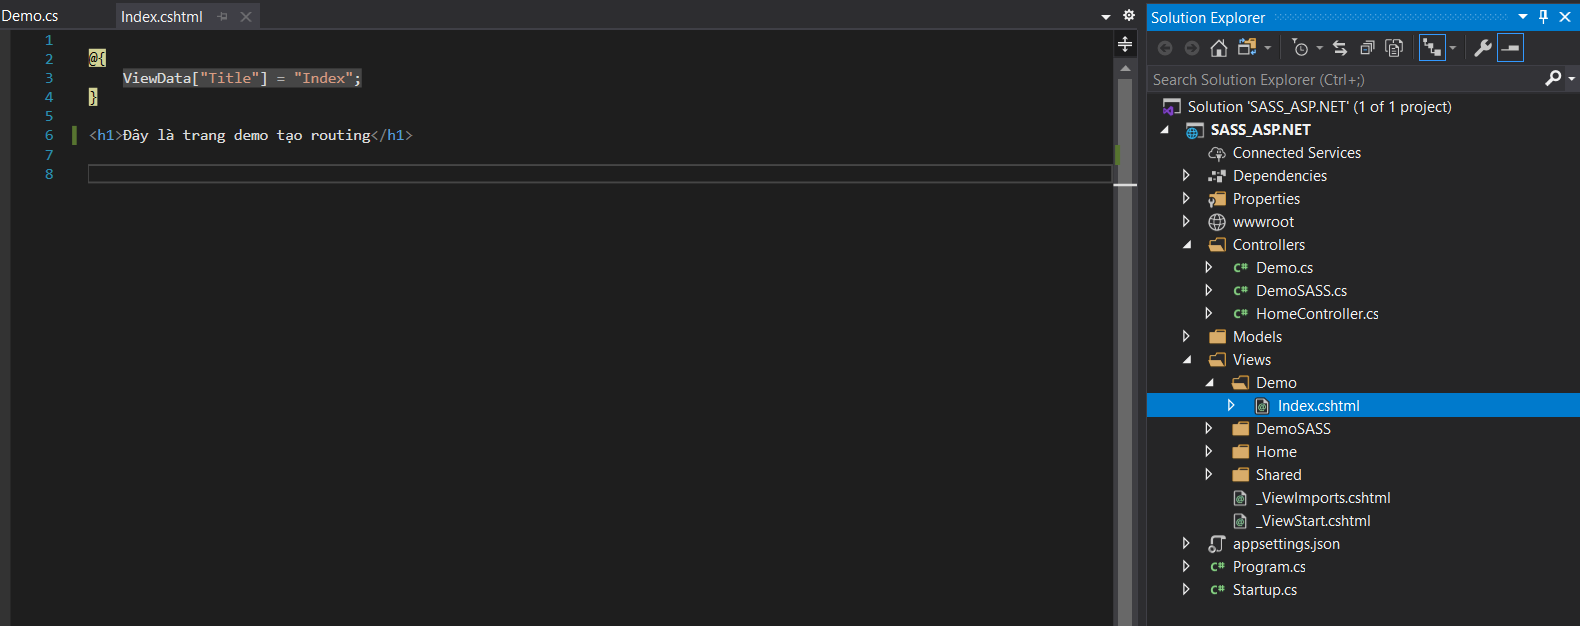 Demo.cs
Index.cshtml
1
2 @{
3 ViewData["Title"] = "Index";
4 }
5
6 <h1>Đây là trang demo tạo routing</h1>
7
8
Solution Explorer
Search Solution Explorer (Ctrl+;)
Solution 'SASS_ASP.NET' (1 of 1 project)
SASS_ASP.NET
Connected Services
Dependencies
Properties
wwwroot
Controllers
C# Demo.cs
C# DemoSASS.cs
C# HomeController.cs
Models
Views
Demo
@ Index.cshtml
DemoSASS
Home
Shared
@ _ViewImports.cshtml
@ _ViewStart.cshtml
appsettings.json
C# Program.cs
C# Startup.cs